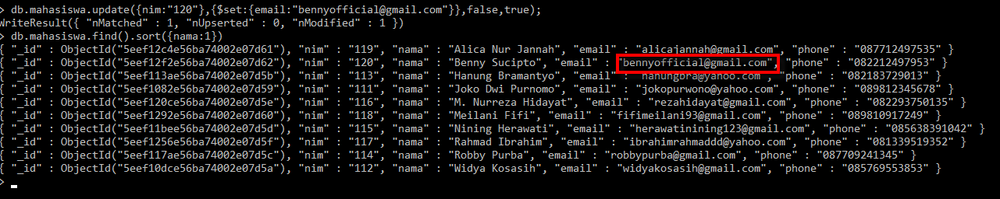 > db.mahasiswa.update({nim:"120"},{$set:{email:"bennyofficial@gmail.com"}},false,true);
WriteResult({ "nMatched" : 1, "nUpserted" : 0, "nModified" : 1 })
> db.mahasiswa.find().sort({nama:1})
{ "_id" : ObjectId("5eef12c4e56ba74002e07d61"), "nim" : "119", "nama" : "Alica Nur Jannah", "email" : "alicajannah@gmail.com", "phone" : "087712497535" }
{ "_id" : ObjectId("5eef12f2e56ba74002e07d62"), "nim" : "120", "nama" : "Benny Sucipto", "email" : "bennyofficial@gmail.com", "phone" : "082212497953" }
{ "_id" : ObjectId("5eef113ae56ba74002e07d5b"), "nim" : "113", "nama" : "Hanung Bramantyo", "email" : "hanungbra@yahoo.com", "phone" : "082183729013" }
{ "_id" : ObjectId("5eef1082e56ba74002e07d59"), "nim" : "111", "nama" : "Joko Dwi Purnomo", "email" : "jokopurwono@yahoo.com", "phone" : "089812345678" }
{ "_id" : ObjectId("5eef120ce56ba74002e07d5e"), "nim" : "116", "nama" : "M. Nurreza Hidayat", "email" : "rezahidayat@gmail.com", "phone" : "082293750135" }
{ "_id" : ObjectId("5eef1292e56ba74002e07d60"), "nim" : "118", "nama" : "Meilani Fifi", "email" : "fifimeilani93@gmail.com", "phone" : "089810917249" }
{ "_id" : ObjectId("5eef11bee56ba74002e07d5d"), "nim" : "115", "nama" : "Nining Herawati", "email" : "herawatinining123@gmail.com", "phone" : "085638391042" }
{ "_id" : ObjectId("5eef1256e56ba74002e07d5f"), "nim" : "117", "nama" : "Rahmad Ibrahim", "email" : "ibrahimrahmaddd@yahoo.com", "phone" : "081339519352" }
{ "_id" : ObjectId("5eef117ae56ba74002e07d5c"), "nim" : "114", "nama" : "Robby Purba", "email" : "robbypurba@gmail.com", "phone" : "087709241345" }
{ "_id" : ObjectId("5eef10dce56ba74002e07d5a"), "nim" : "112", "nama" : "Widya Kosasih", "email" : "widyakosasih@gmail.com", "phone" : "085769553853" }
>